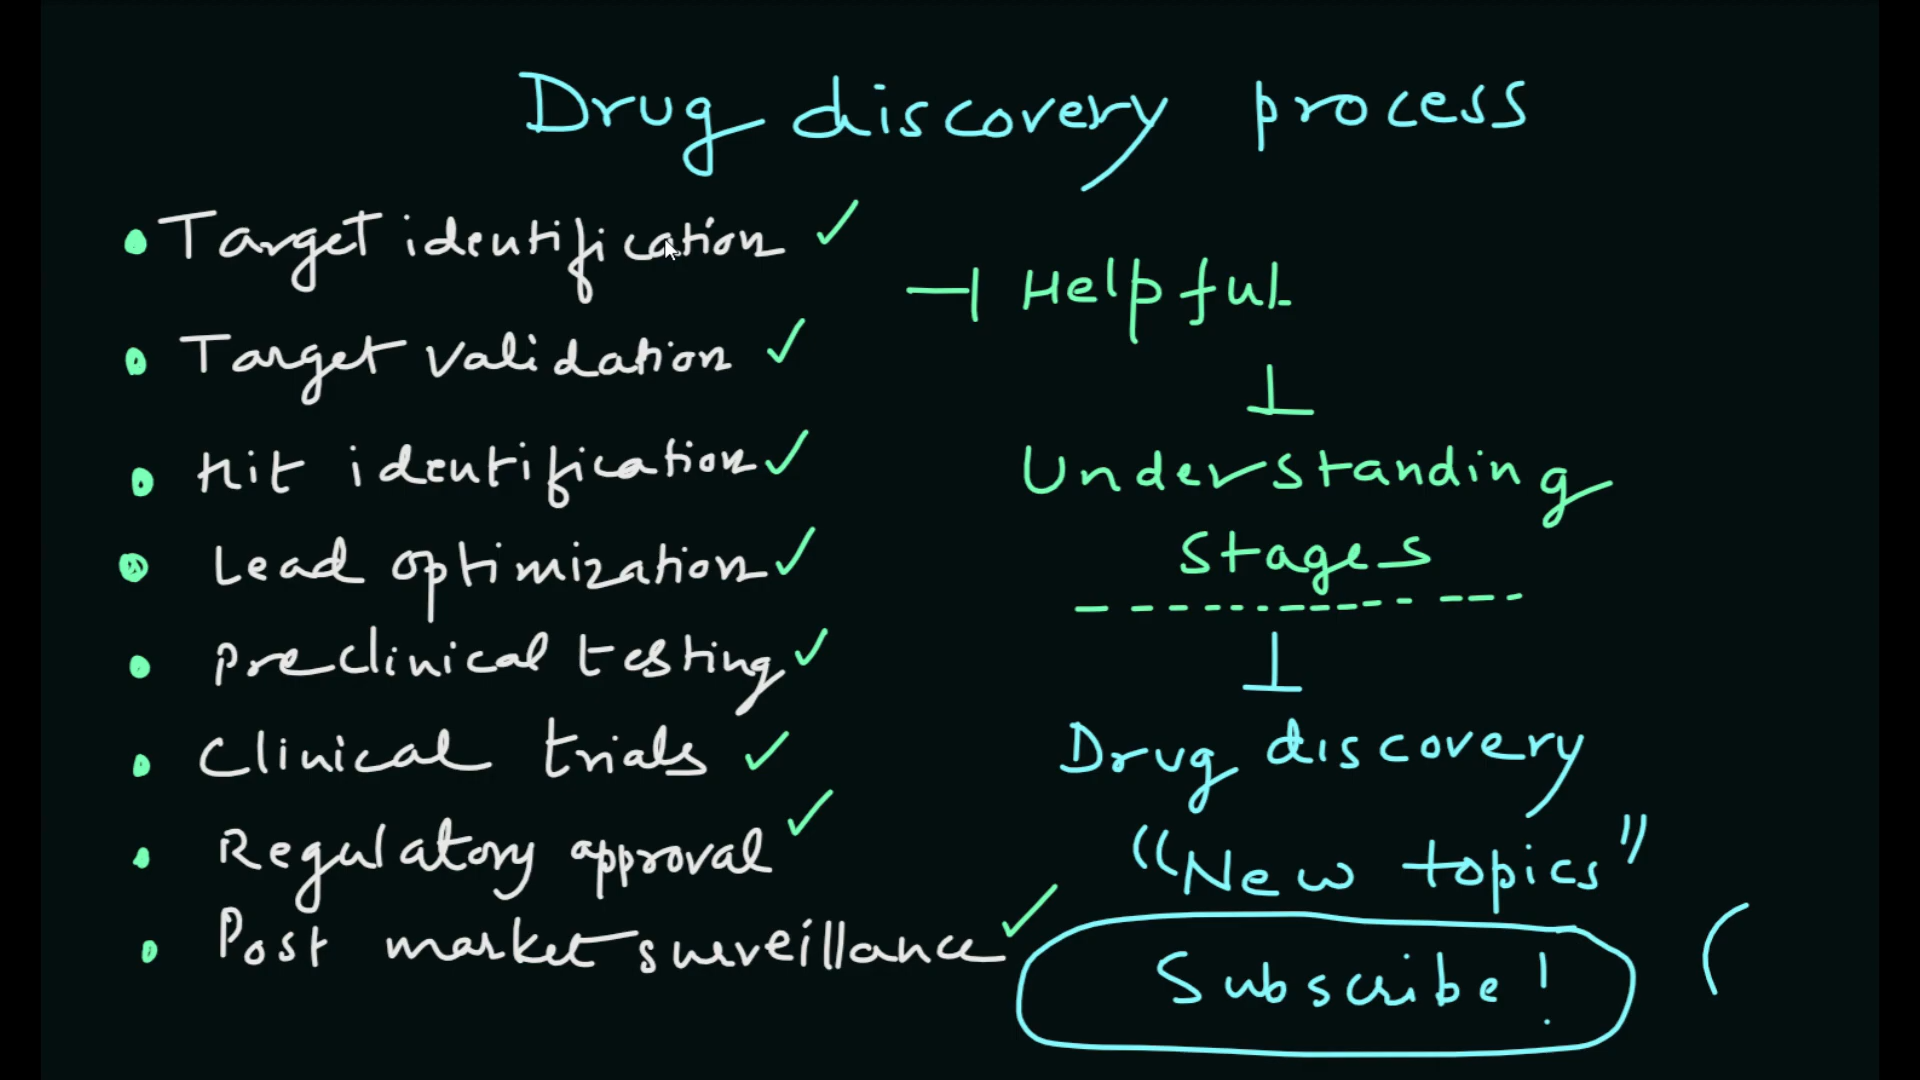 Drug discovery process
• Target identification ✓
• Target validation ✓
• Hit identification ✓
• Lead optimization ✓
• Preclinical testing ✓
• Clinical trials ✓
• Regulatory approval ✓
• Post market surveillance ✓
Helpful
Understanding
Stages
Drug discovery
"New topics"
Subscribe!
(